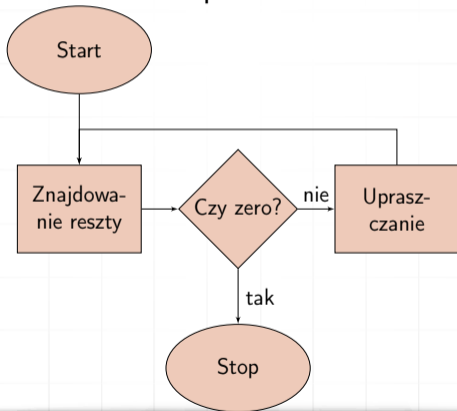 Start
Znajdowa-
nie reszty
Czy zero?
nie
Uprasz-
czanie
tak
Stop